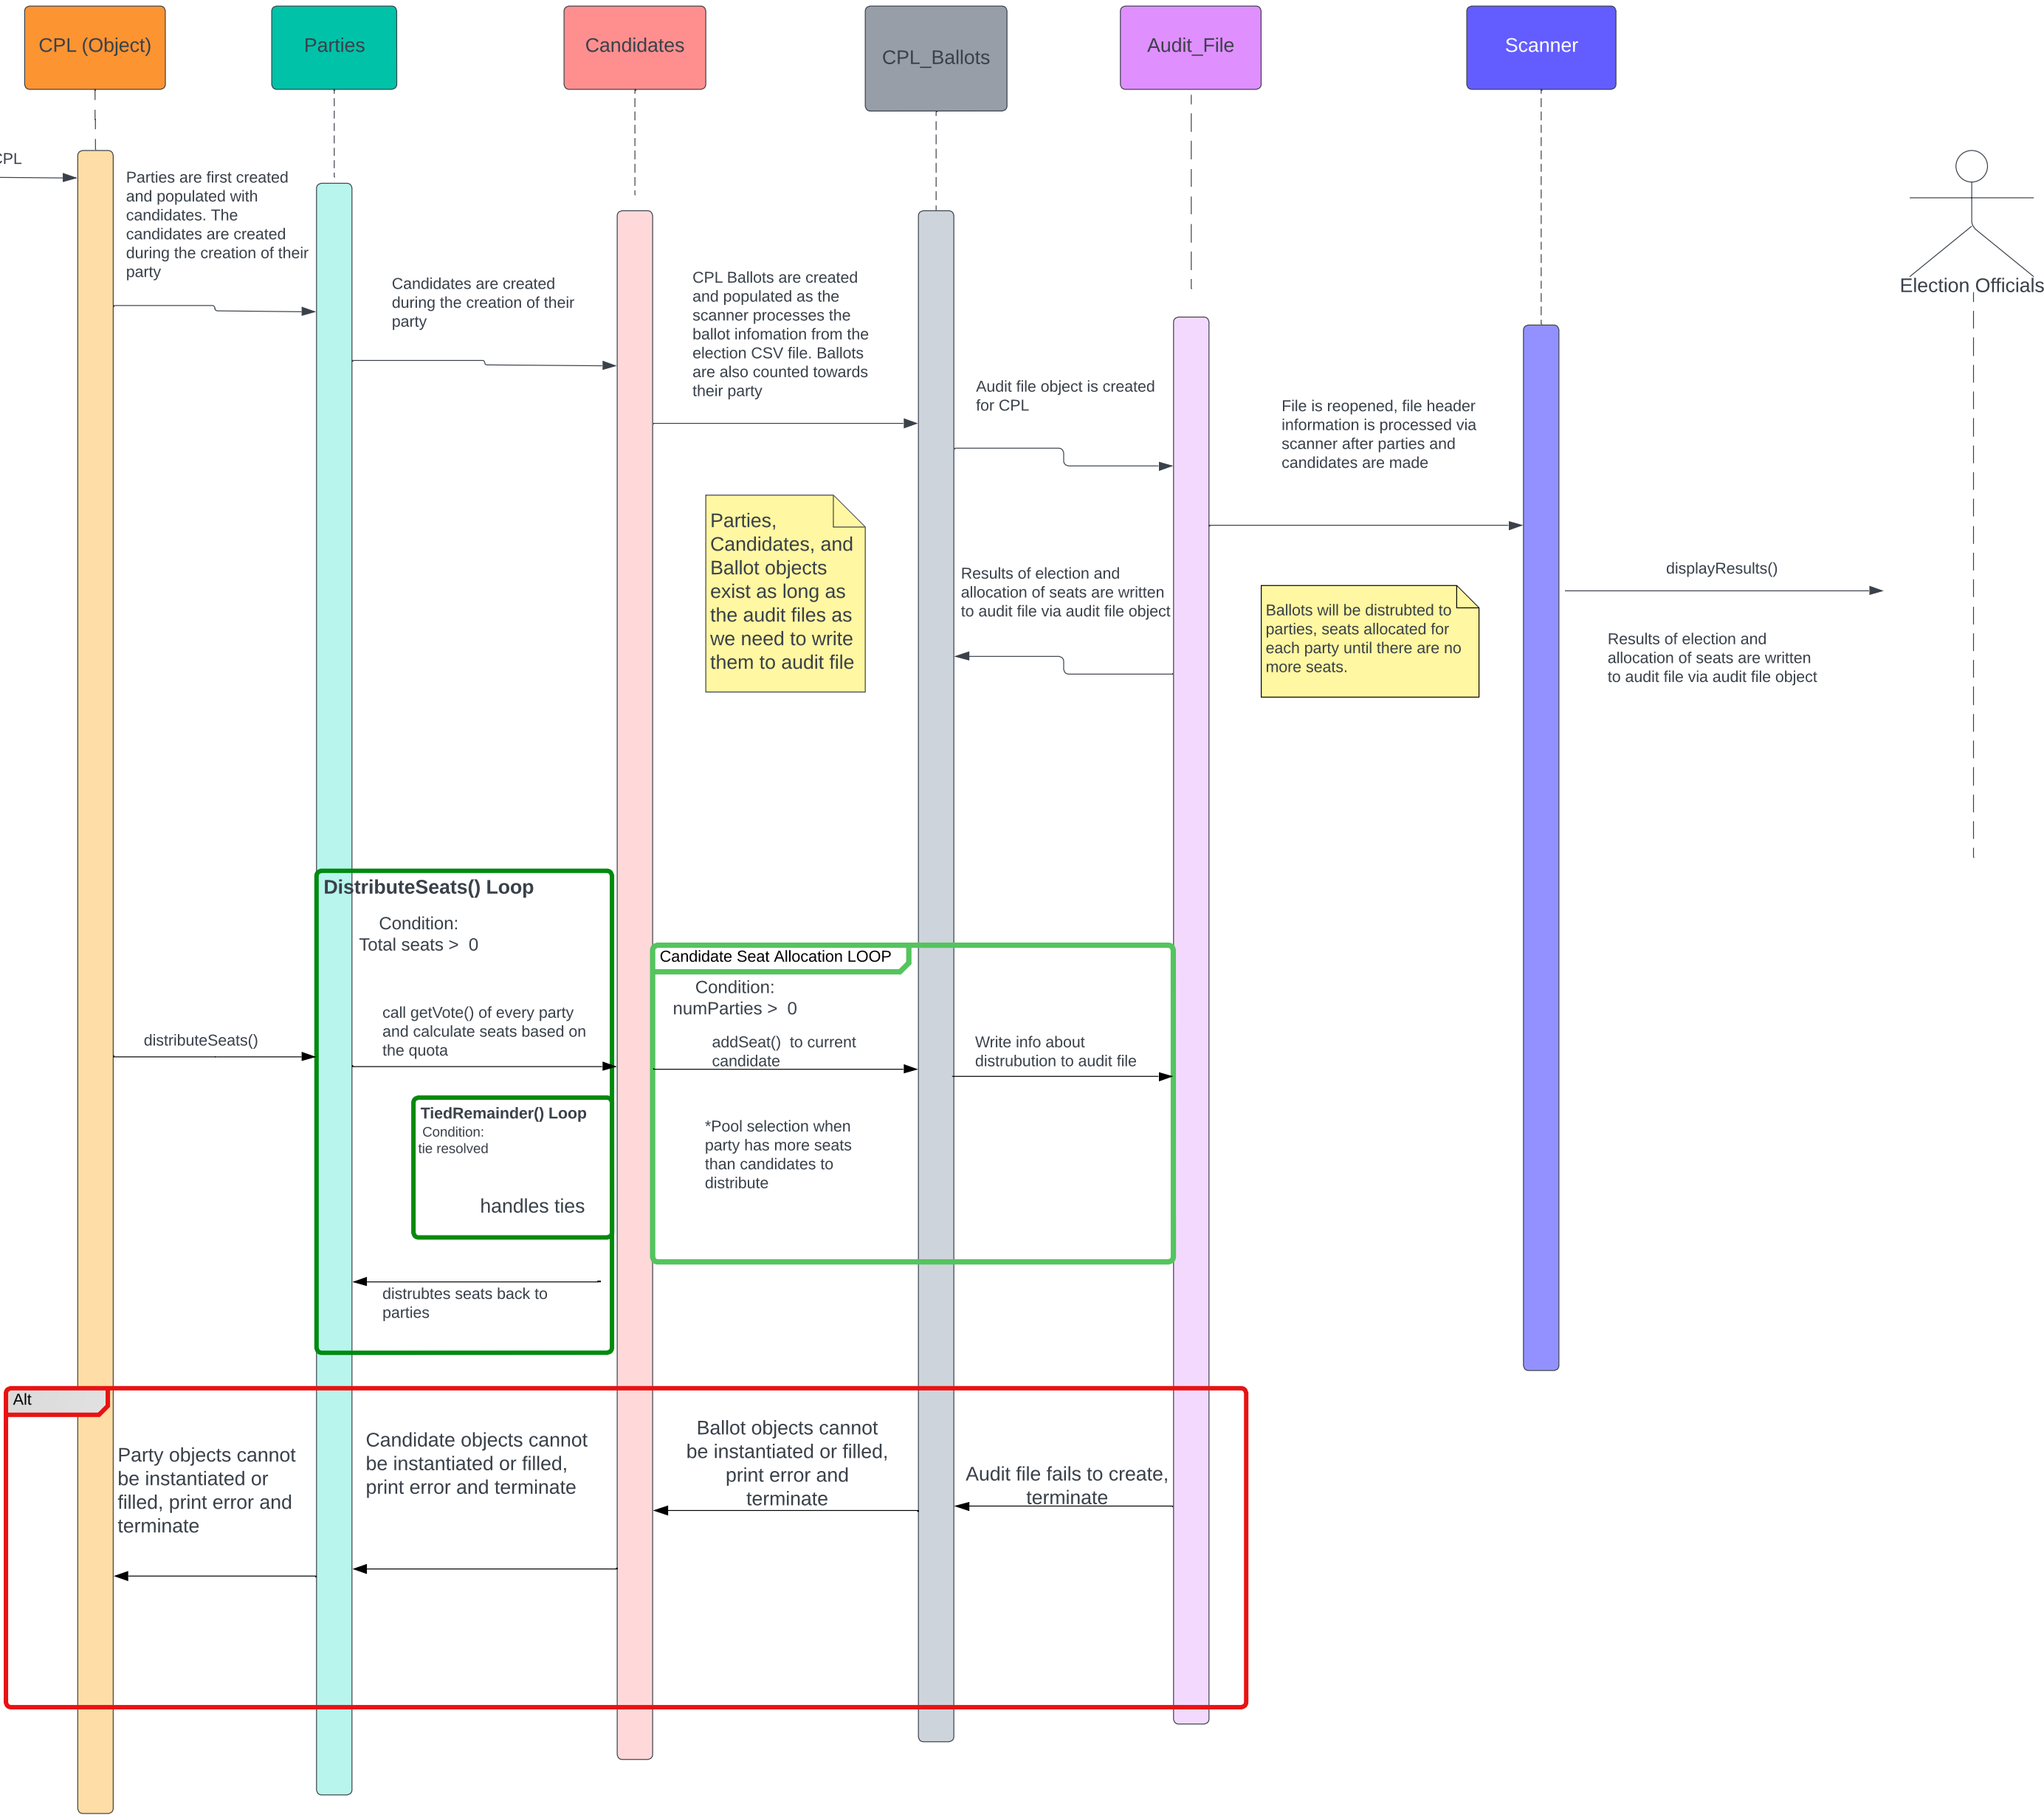 CPL (Object)
Parties
Candidates
CPL_Ballots
Audit_File
Scanner
CPL
Parties are first created
and populated with
candidates. The
candidates are created
during the creation of their
party
Candidates are created
during the creation of their
party
CPL Ballots are created
and populated as the
scanner processes the
ballot infomation from the
election CSV file. Ballots
are also counted towards
their party
Audit file object is created
for CPL
File is reopened, file header
information is processed via
scanner after parties and
candidates are made
Election Officials
Parties,
Candidates, and
Ballot objects
exist as long as
the audit files as
we need to write
them to audit file
Results of election and
allocation of seats are written
to audit file via audit file object
Ballots will be distrubted to
parties, seats allocated for
each party until there are no
more seats.
displayResults()
Results of election and
allocation of seats are written
to audit file via audit file object
DistributeSeats() Loop
Condition:
Total seats > 0
distributeSeats()
call getVote() of every party
and calculate seats based on
the quota
Candidate Seat Allocation LOOP
Condition:
numParties > 0
addSeat() to current
candidate
Write info about
distrubution to audit file
TiedRemainder() Loop
Condition:
tie resolved
handles ties
*Pool selection when
party has more seats
than candidates to
distribute
distrubtes seats back to
parties
Alt
Party objects cannot
be instantiated or
filled, print error and
terminate
Candidate objects cannot
be instantiated or filled,
print error and terminate
Ballot objects cannot
be instantiated or filled,
print error and
terminate
Audit file fails to create,
terminate